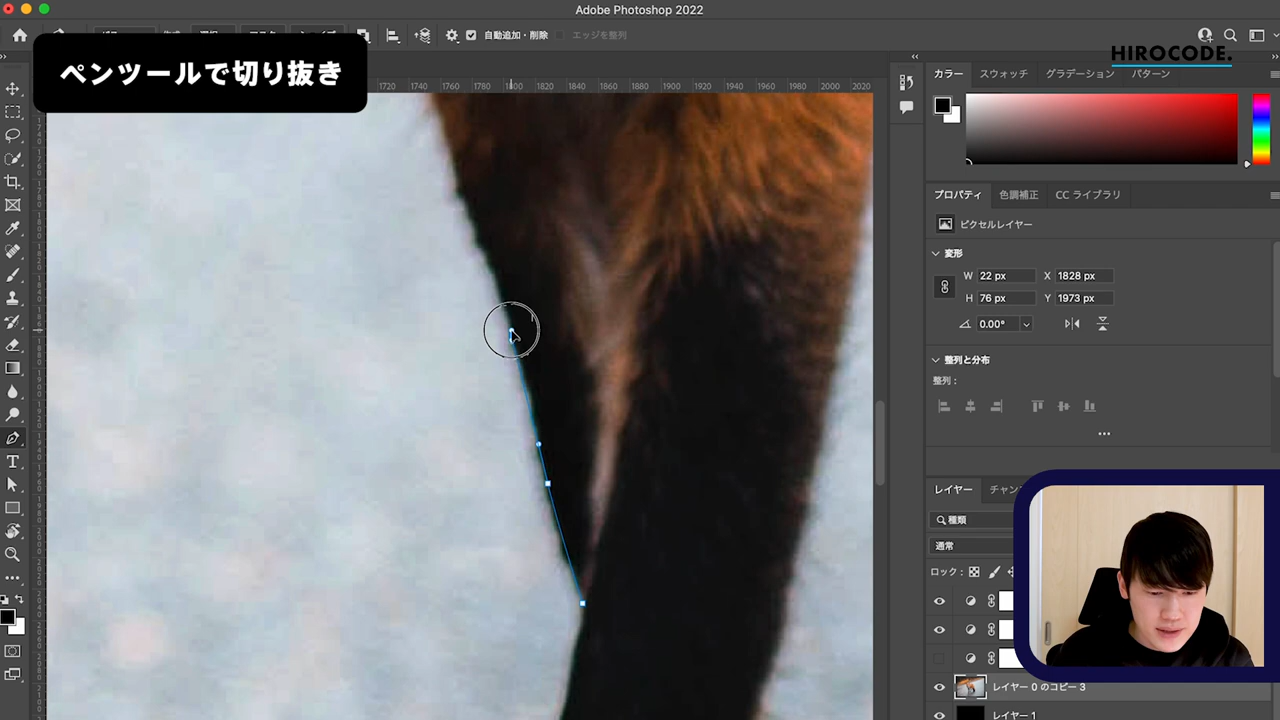 Adobe Photoshop 2022
自動追加・削除
エッジを整列
HIROCODE.
ペンツールで切り抜き
カラー
スウォッチ
グラデーション
パターン
1720 1740 1760 1780 1800 1820 1840 1860 1880 1900 1920 1940 1960 1980 2000 2020
プロパティ
色調補正
CC ライブラリ
ピクセルレイヤー
変形
W 22 px X 1828 px
H 76 px Y 1973 px
0.00°
整列と分布
整列 :
レイヤー
種類
通常
ロック :
レイヤー 0 のコピー 3
レイヤー 1